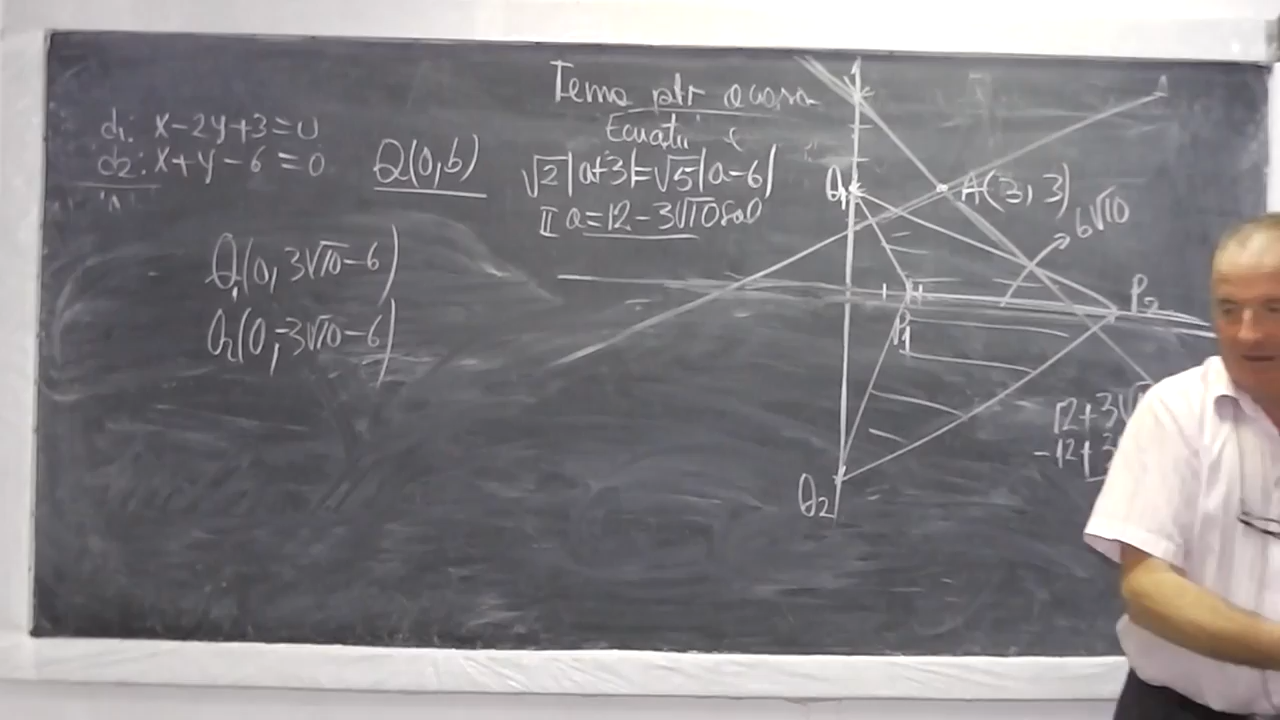 Tema ptr acasa
Ecuatii
d1: x-2y+3=0
d2: x+y-6=0
Q(0,b)
√2|a+3|=√5|a-6|
II a=12-3√10 sol
Q1(0, 3√10-6)
Q2(0,-3√10-6)
Q1
A(3,3)
6√10
P2
P1
12+3√
-12+3
Q2